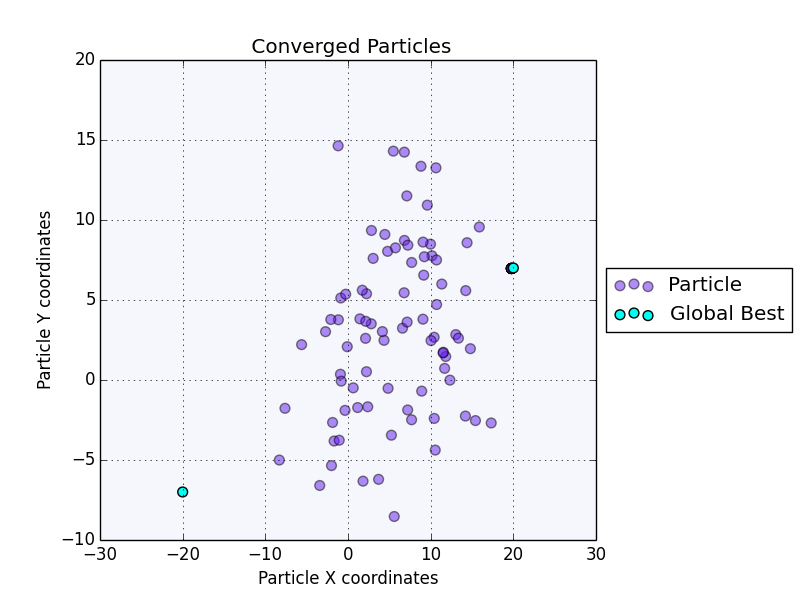 Converged Particles
20
15
10
5
0
−5
−10
−30
−20
−10
0
10
20
30
Particle Y coordinates
Particle X coordinates
Particle
Global Best